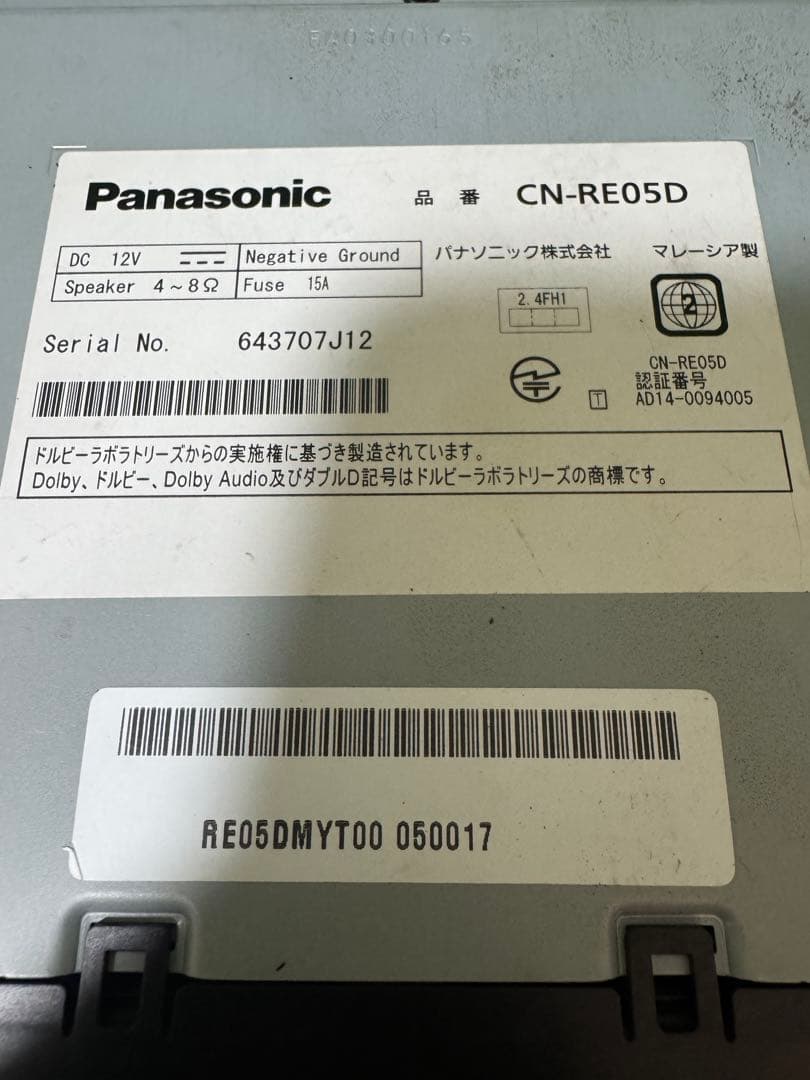 FA0300165
Panasonic 品番 CN-RE05D
DC 12V Negative Ground パナソニック株式会社 マレーシア製
Speaker 4~8Ω Fuse 15A
2.4FH1
2
Serial No. 643707J12
CN-RE05D
認証番号
T AD14-0094005
ドルビーラボラトリーズからの実施権に基づき製造されています。
Dolby、ドルビー、Dolby Audio及びダブルD記号はドルビーラボラトリーズの商標です。
RE05DMYT00 050017